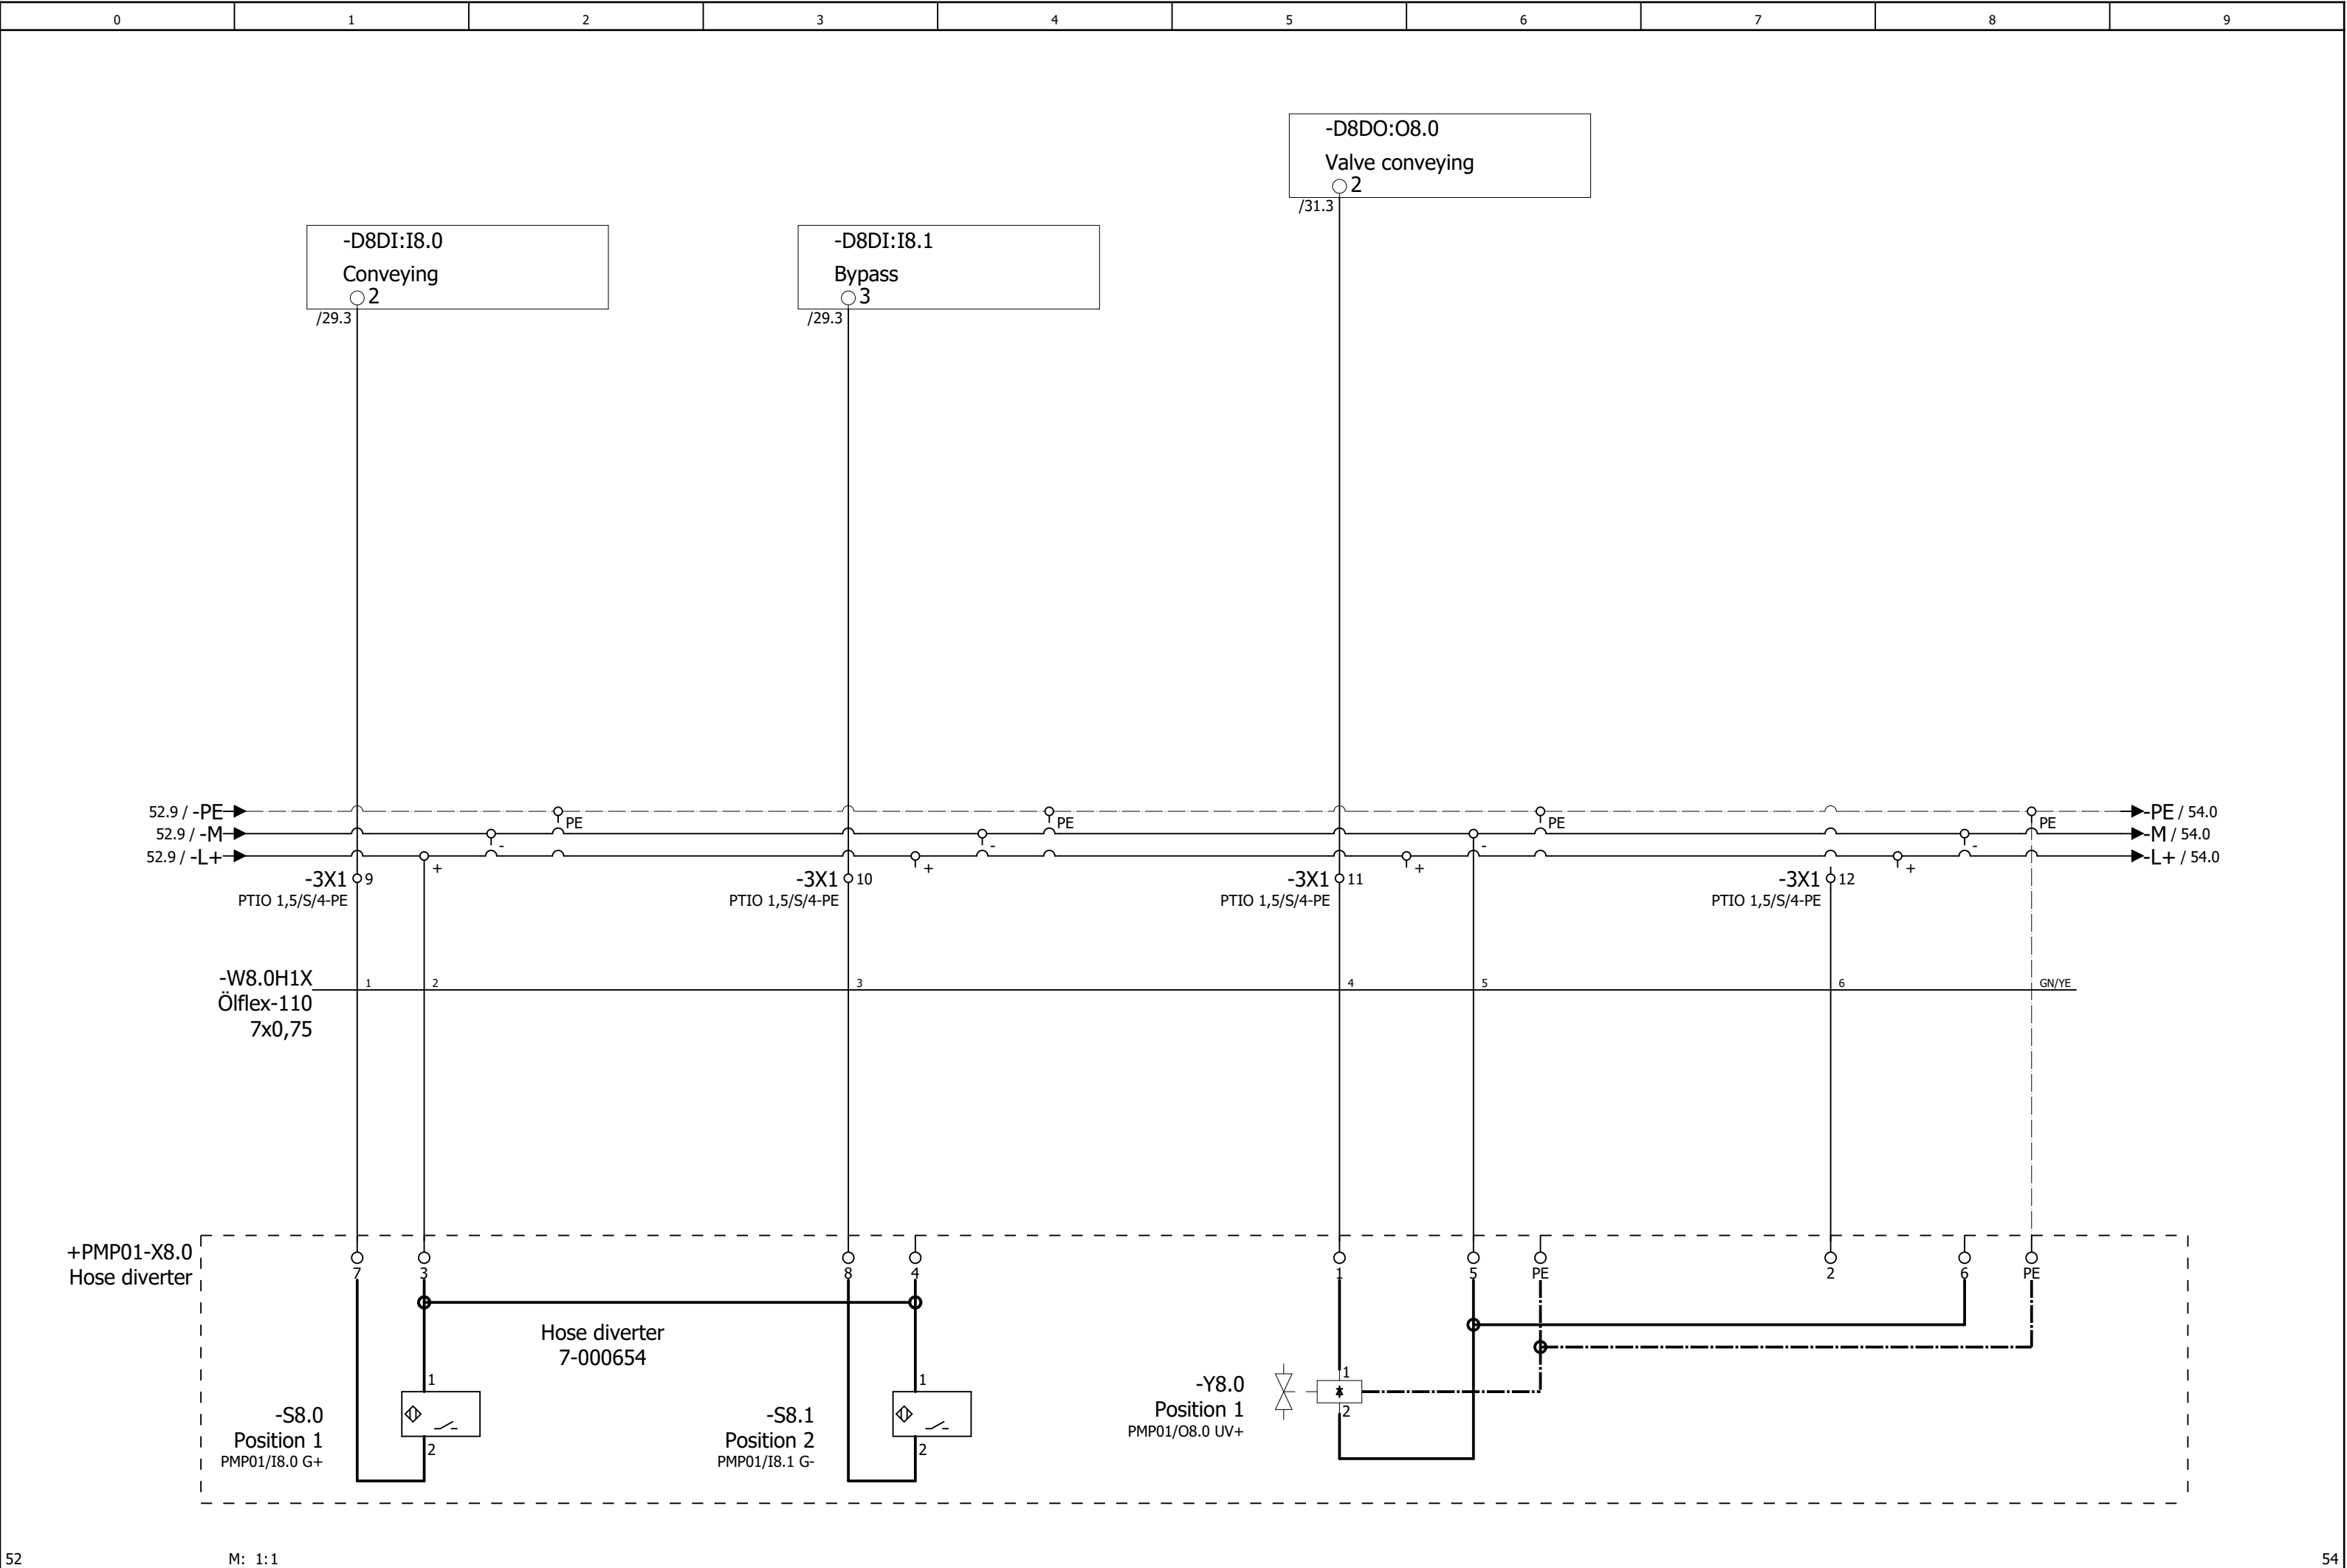 0 1 2 3 4 5 6 7 8 9
-D8DO:O8.0
Valve conveying
2
/31.3
-D8DI:I8.0
Conveying
2
/29.3
-D8DI:I8.1
Bypass
3
/29.3
52.9 / -PE
PE PE PE PE
-PE / 54.0
52.9 / -M
- - - -
-M / 54.0
52.9 / -L+
+ + + +
-L+ / 54.0
-3X1 9
PTIO 1,5/S/4-PE
-3X1 10
PTIO 1,5/S/4-PE
-3X1 11
PTIO 1,5/S/4-PE
-3X1 12
PTIO 1,5/S/4-PE
-W8.0H1X
Ölflex-110
7x0,75
1 2 3 4 5 6 GN/YE
+PMP01-X8.0
Hose diverter
7 3 8 4 1 5 PE 2 6 PE
Hose diverter
7-000654
-S8.0
Position 1
PMP01/I8.0 G+
1
2
-S8.1
Position 2
PMP01/I8.1 G-
1
2
-Y8.0
Position 1
PMP01/O8.0 UV+
1
2
52
M: 1:1
54